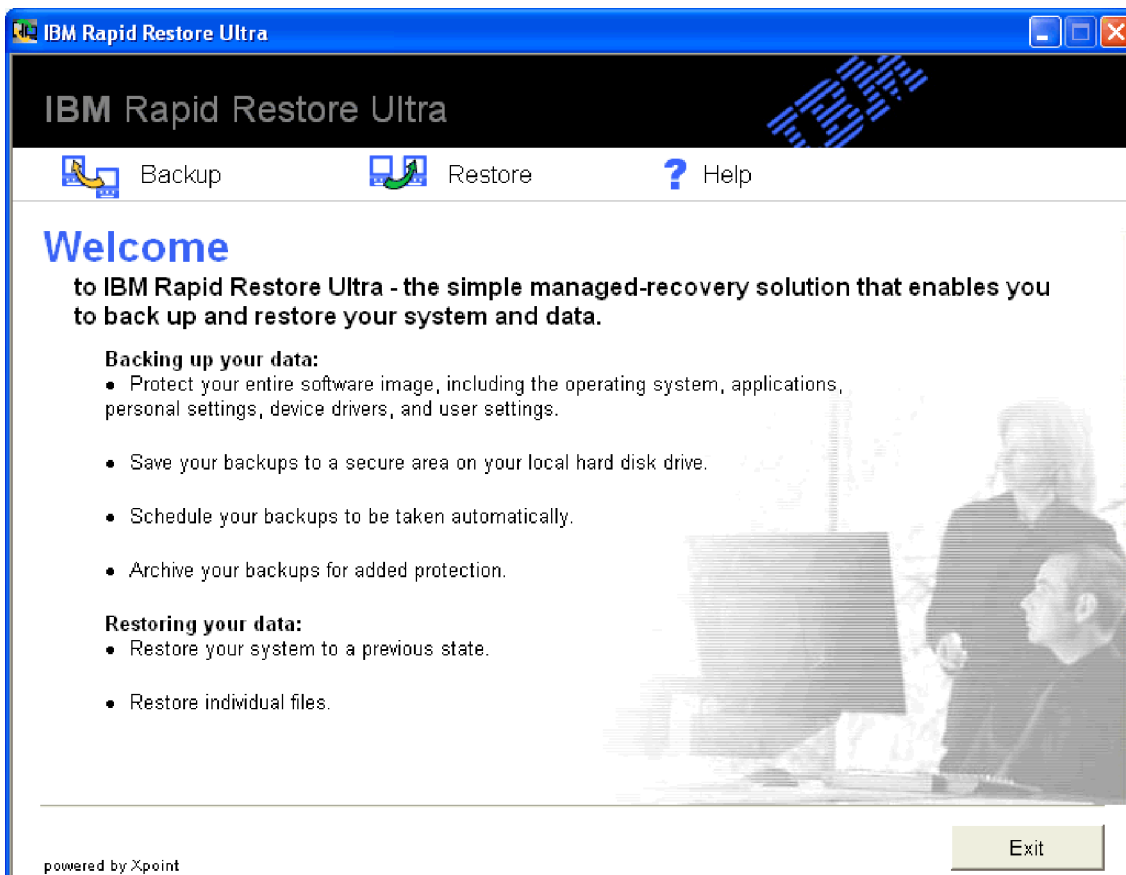 IBM Rapid Restore Ultra
IBM Rapid Restore Ultra
IBM
Backup
Restore
? Help
Welcome
to IBM Rapid Restore Ultra - the simple managed-recovery solution that enables you
to back up and restore your system and data.
Backing up your data:
• Protect your entire software image, including the operating system, applications,
personal settings, device drivers, and user settings.
• Save your backups to a secure area on your local hard disk drive.
• Schedule your backups to be taken automatically.
• Archive your backups for added protection.
Restoring your data:
• Restore your system to a previous state.
• Restore individual files.
Exit
powered by Xpoint